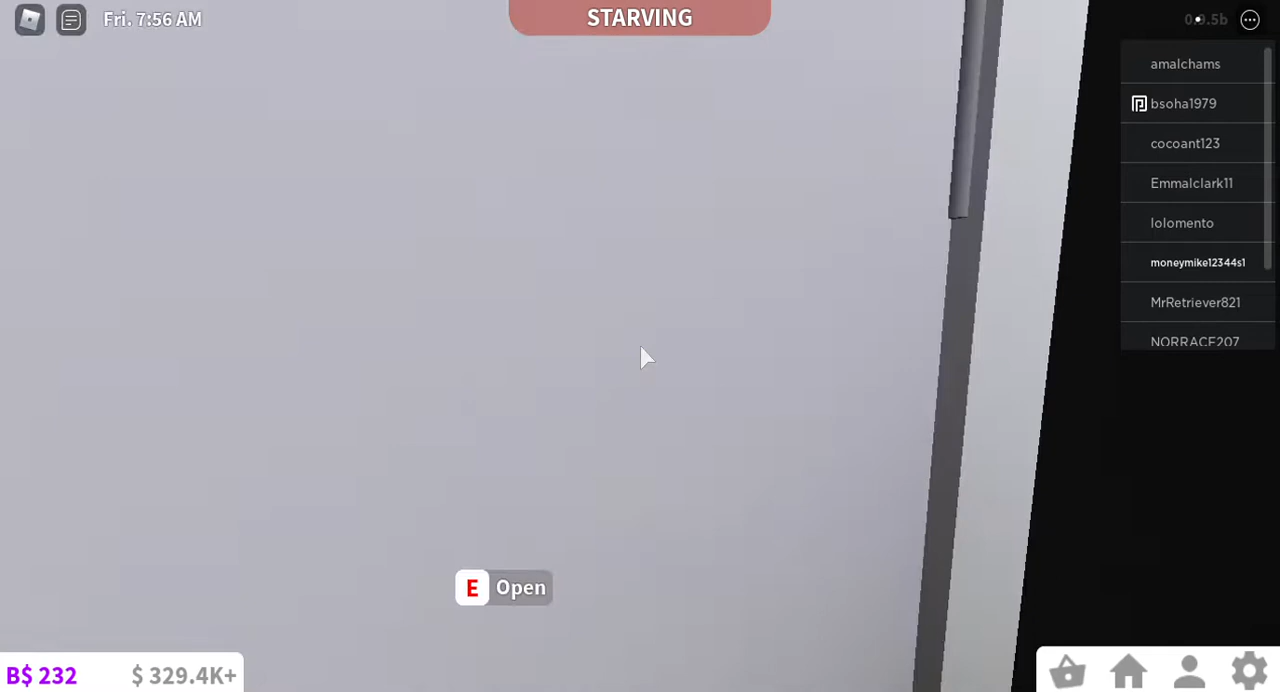 Fri. 7:56 AM
STARVING
amalchams
bsoha1979
cocoant123
Emmalclark11
lolomento
moneymike12344s1
MrRetriever821
NORRACE207
E Open
B$ 232
$ 329.4K+